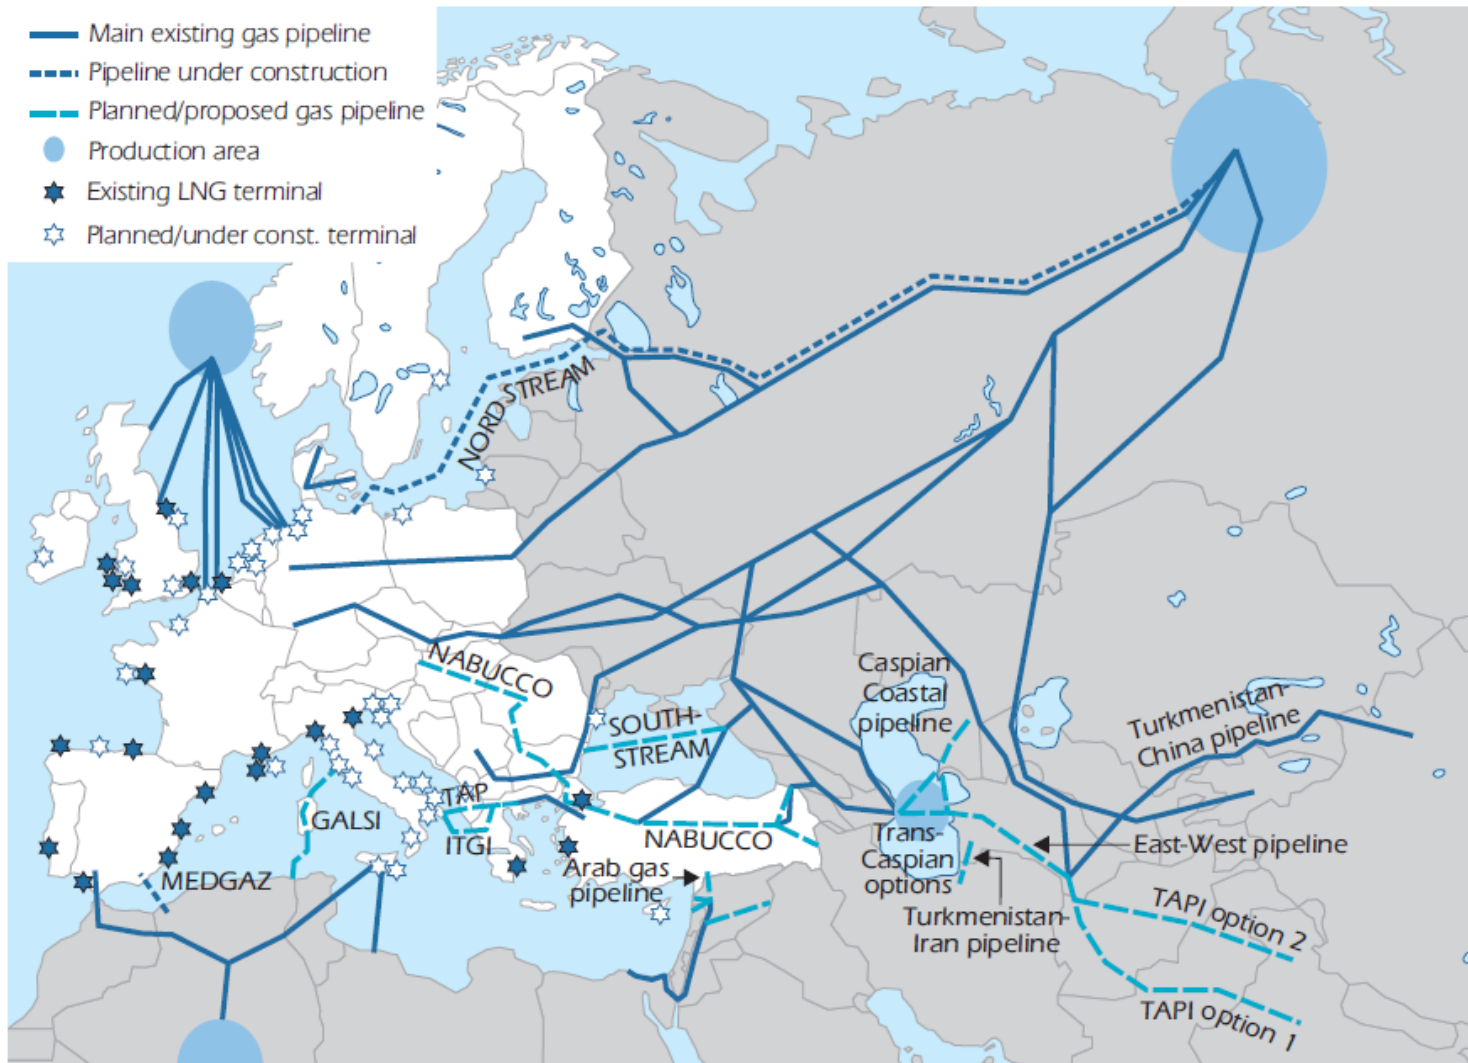 Main existing gas pipeline
Pipeline under construction
Planned/proposed gas pipeline
Production area
Existing LNG terminal
Planned/under const. terminal
NORD STREAM
NABUCCO
SOUTH-
STREAM
Caspian
Coastal
pipeline
Turkmenistan-
China pipeline
TAP
ITGI
GALSI
MEDGAZ
NABUCCO
Arab gas
pipeline
Trans-
Caspian
options
East-West pipeline
Turkmenistan-
Iran pipeline
TAPI option 2
TAPI option 1